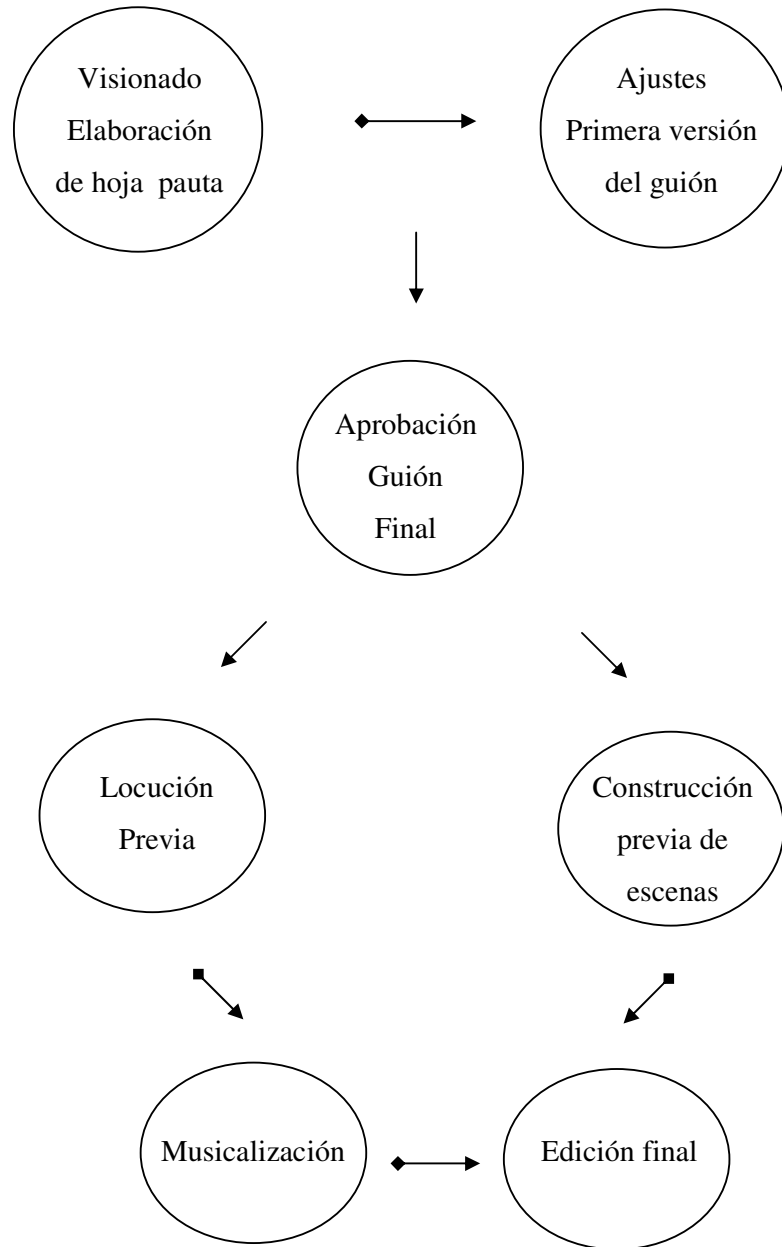 Visionado
Elaboración
de hoja  pauta
Ajustes
Primera versión
del guión
Aprobación
Guión
Final
Locución
Previa
Construcción
previa de
escenas
Musicalización
Edición final